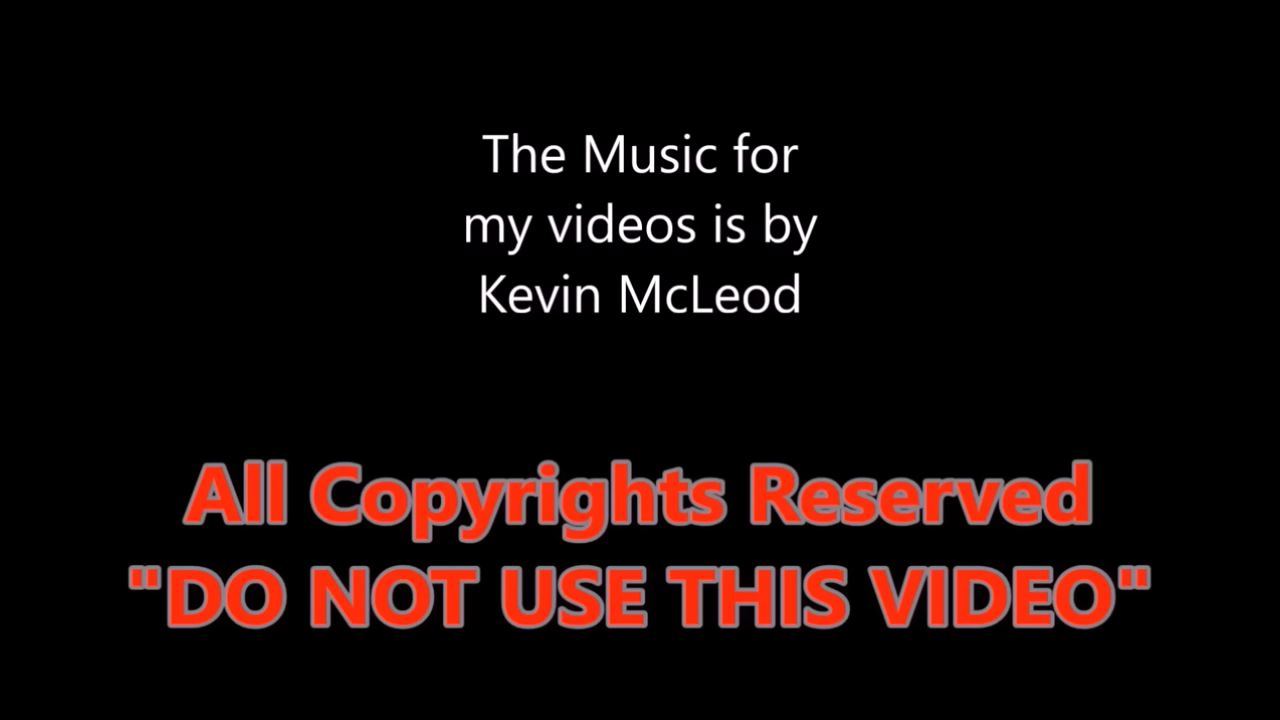 The Music for
my videos is by
Kevin McLeod
All Copyrights Reserved
"DO NOT USE THIS VIDEO"